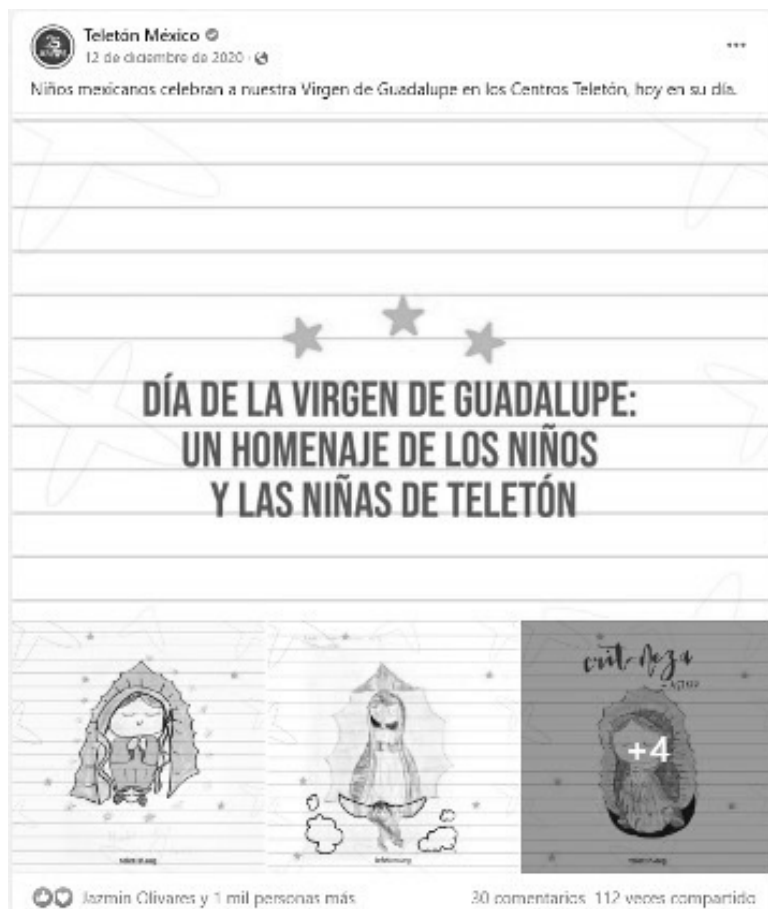 Teletón México
12 de diciembre de 2020
Niños mexicanos celebran a nuestra Virgen de Guadalupe en los Centros Teletón, hoy en su día.
DÍA DE LA VIRGEN DE GUADALUPE:
UN HOMENAJE DE LOS NIÑOS
Y LAS NIÑAS DE TELETÓN
+4
Jazmin Olivares y 1 mil personas más
30 comentarios 112 veces compartido